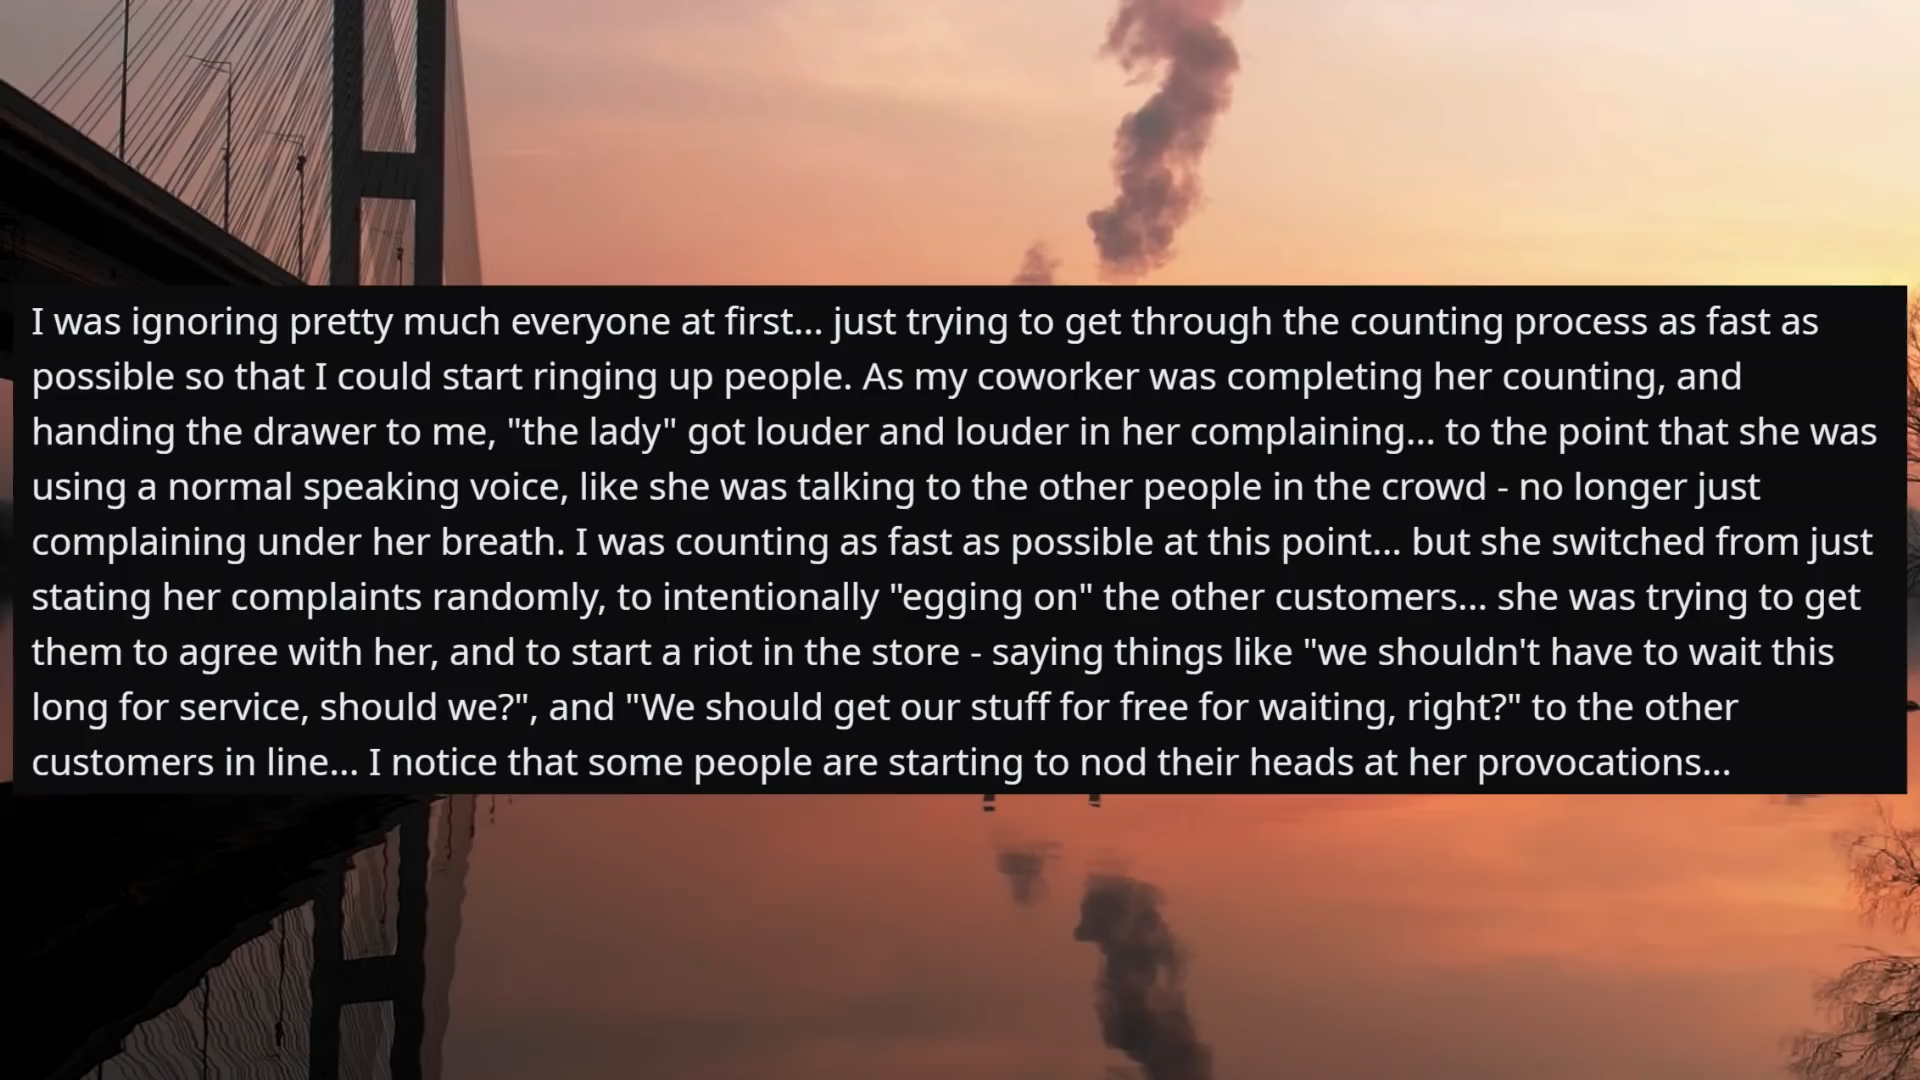 I was ignoring pretty much everyone at first... just trying to get through the counting process as fast as
possible so that I could start ringing up people. As my coworker was completing her counting, and
handing the drawer to me, "the lady" got louder and louder in her complaining... to the point that she was
using a normal speaking voice, like she was talking to the other people in the crowd - no longer just
complaining under her breath. I was counting as fast as possible at this point... but she switched from just
stating her complaints randomly, to intentionally "egging on" the other customers... she was trying to get
them to agree with her, and to start a riot in the store - saying things like "we shouldn't have to wait this
long for service, should we?", and "We should get our stuff for free for waiting, right?" to the other
customers in line... I notice that some people are starting to nod their heads at her provocations...